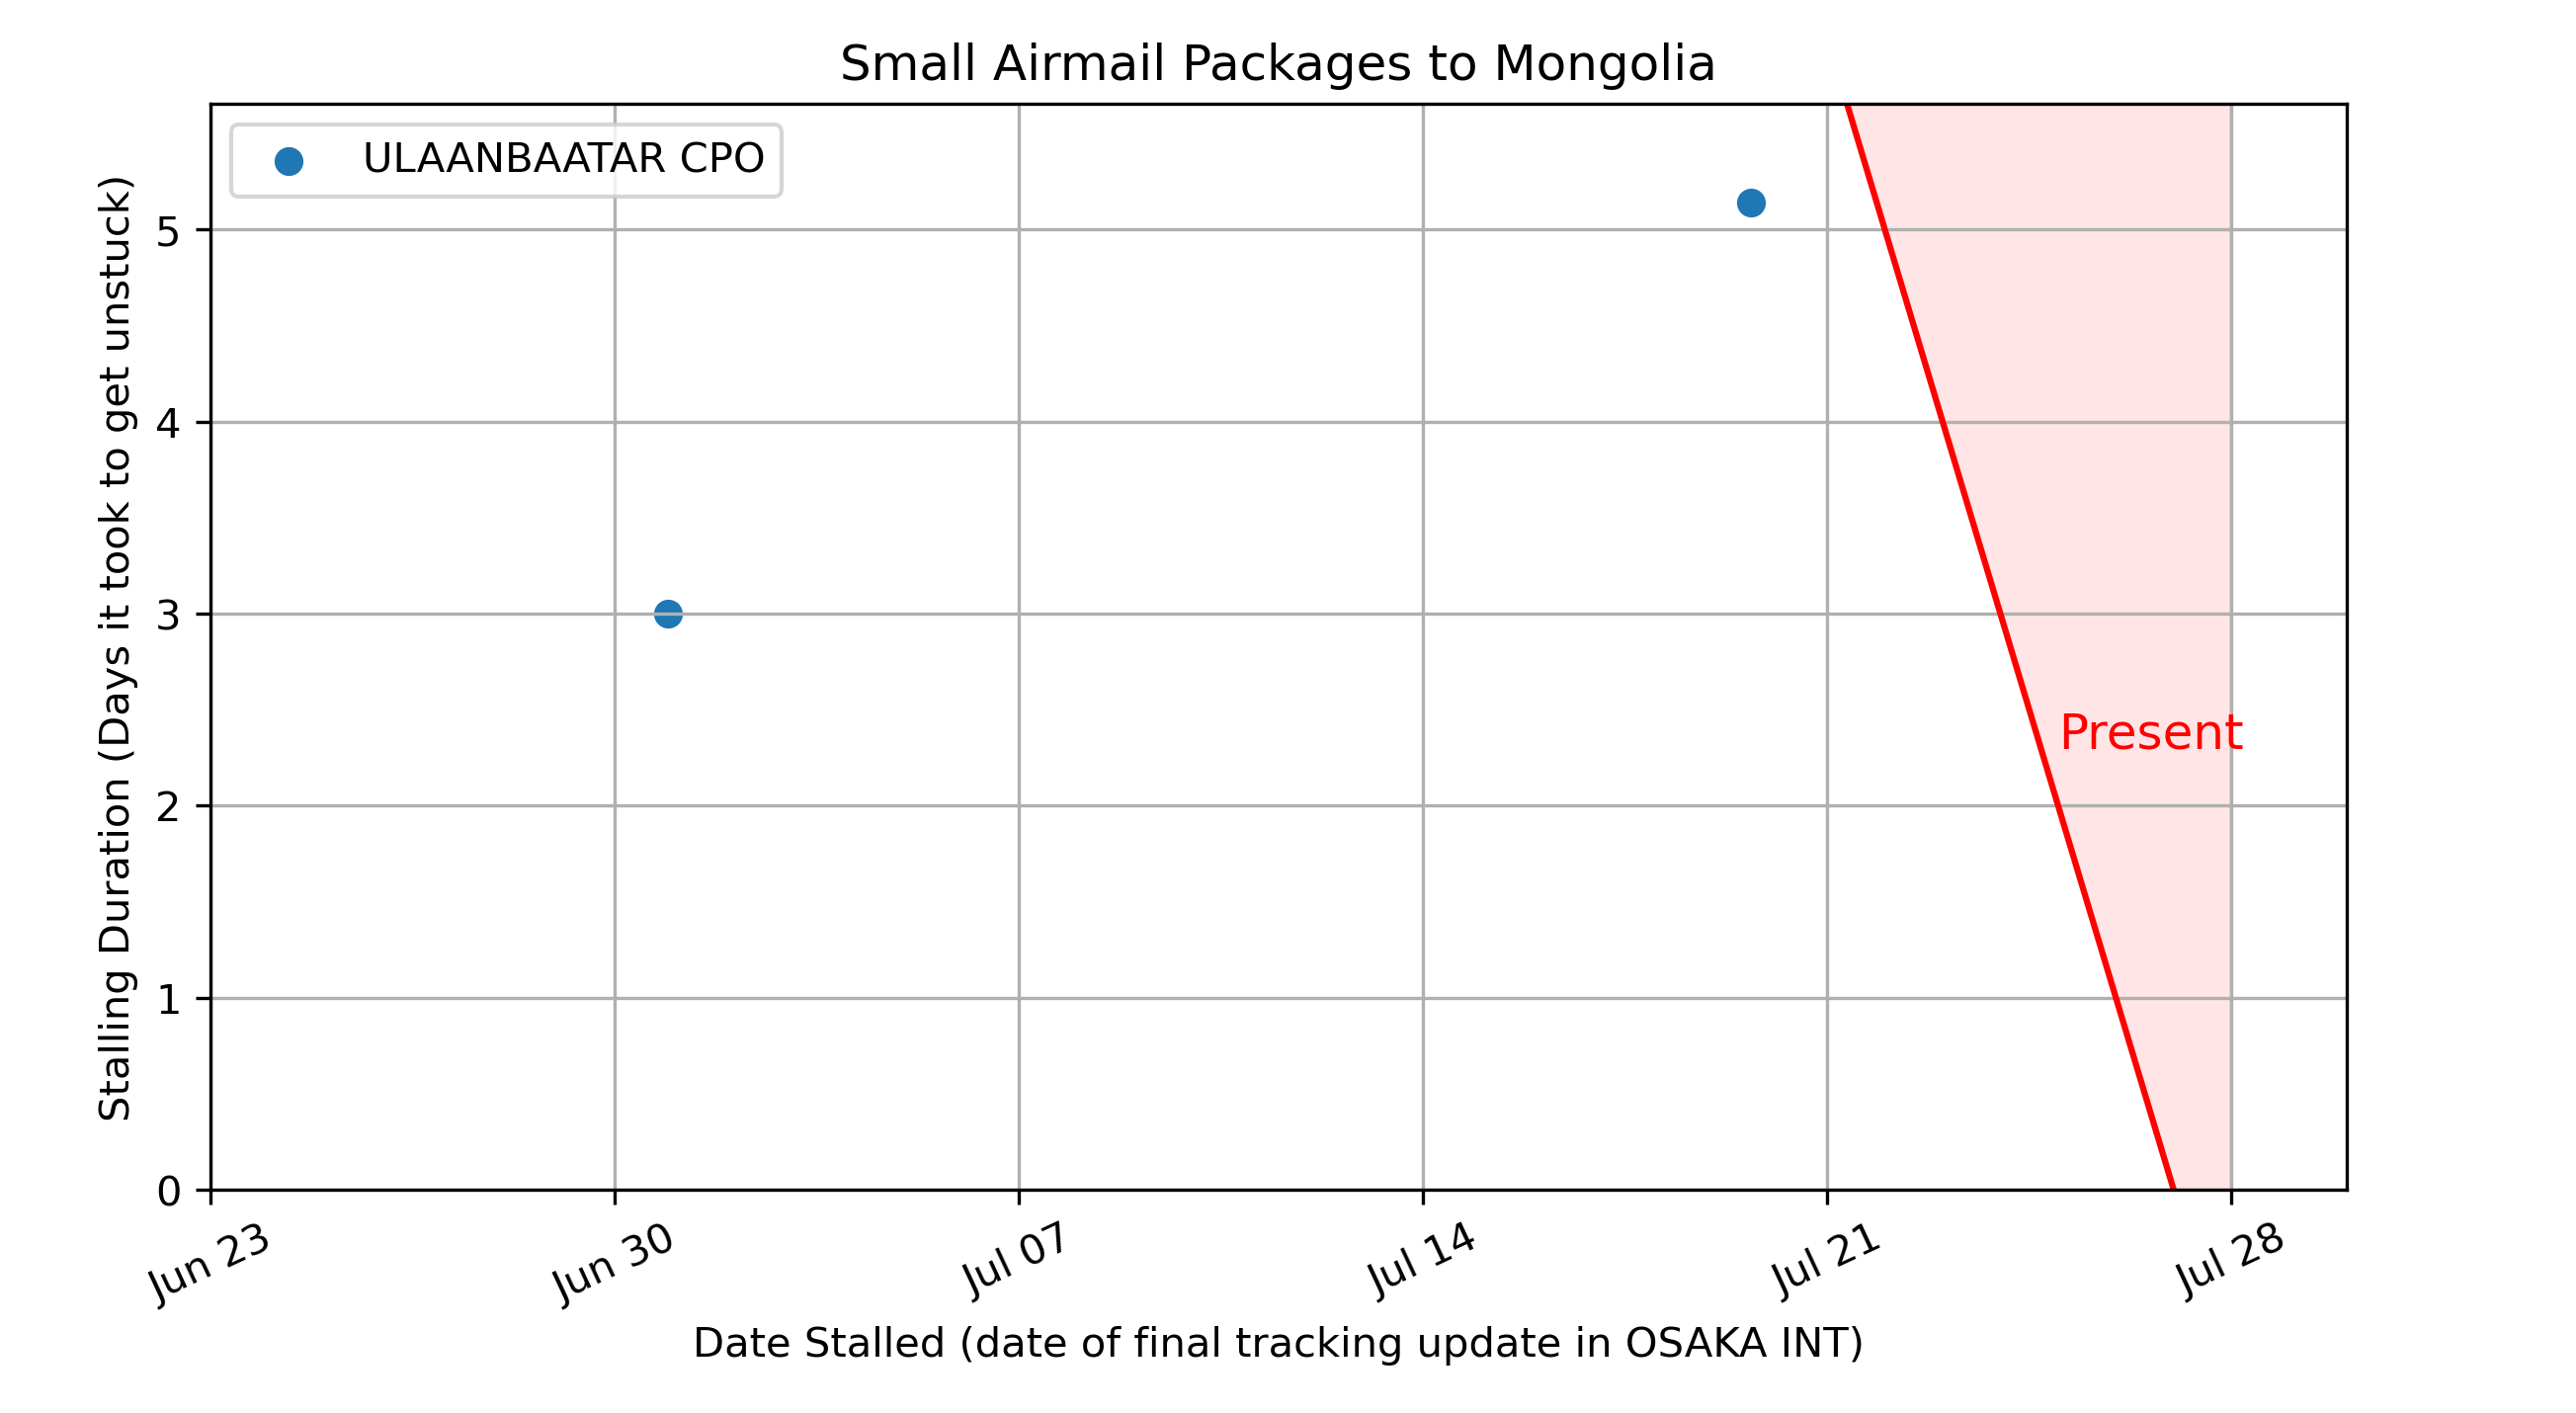 Small Airmail Packages to Mongolia
ULAANBAATAR CPO
Stalling Duration (Days it took to get unstuck)
5
4
3
2
1
0
Present
Jun 23
Jun 30
Jul 07
Jul 14
Jul 21
Jul 28
Date Stalled (date of final tracking update in OSAKA INT)